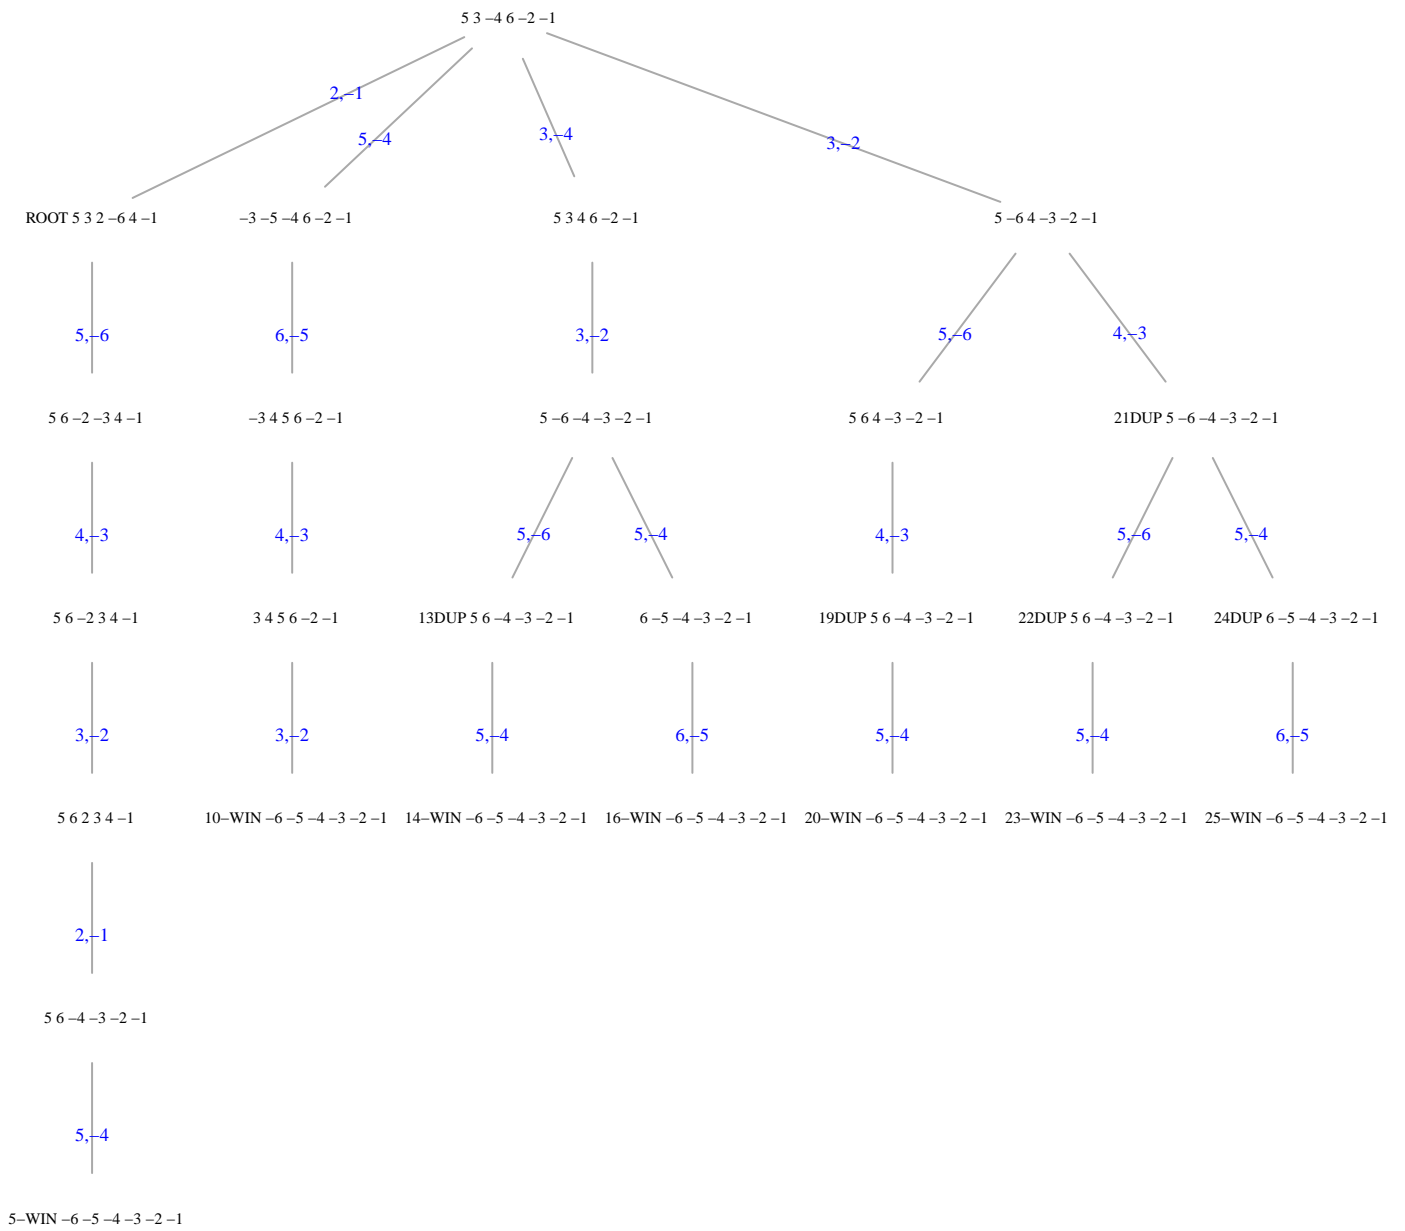 5 3 −4 6 −2 −1
2,−1
5,−4
3,−4
3,−2
ROOT 5 3 2 −6 4 −1
−3 −5 −4 6 −2 −1
5 3 4 6 −2 −1
5 −6 4 −3 −2 −1
5,−6
6,−5
3,−2
5,−6
4,−3
5 6 −2 −3 4 −1
−3 4 5 6 −2 −1
5 −6 −4 −3 −2 −1
5 6 4 −3 −2 −1
21DUP 5 −6 −4 −3 −2 −1
4,−3
4,−3
5,−6
5,−4
4,−3
5,−6
5,−4
5 6 −2 3 4 −1
3 4 5 6 −2 −1
13DUP 5 6 −4 −3 −2 −1
6 −5 −4 −3 −2 −1
19DUP 5 6 −4 −3 −2 −1
22DUP 5 6 −4 −3 −2 −1
24DUP 6 −5 −4 −3 −2 −1
3,−2
3,−2
5,−4
6,−5
5,−4
5,−4
6,−5
5 6 2 3 4 −1
10−WIN −6 −5 −4 −3 −2 −1
14−WIN −6 −5 −4 −3 −2 −1
16−WIN −6 −5 −4 −3 −2 −1
20−WIN −6 −5 −4 −3 −2 −1
23−WIN −6 −5 −4 −3 −2 −1
25−WIN −6 −5 −4 −3 −2 −1
2,−1
5 6 −4 −3 −2 −1
5,−4
5−WIN −6 −5 −4 −3 −2 −1